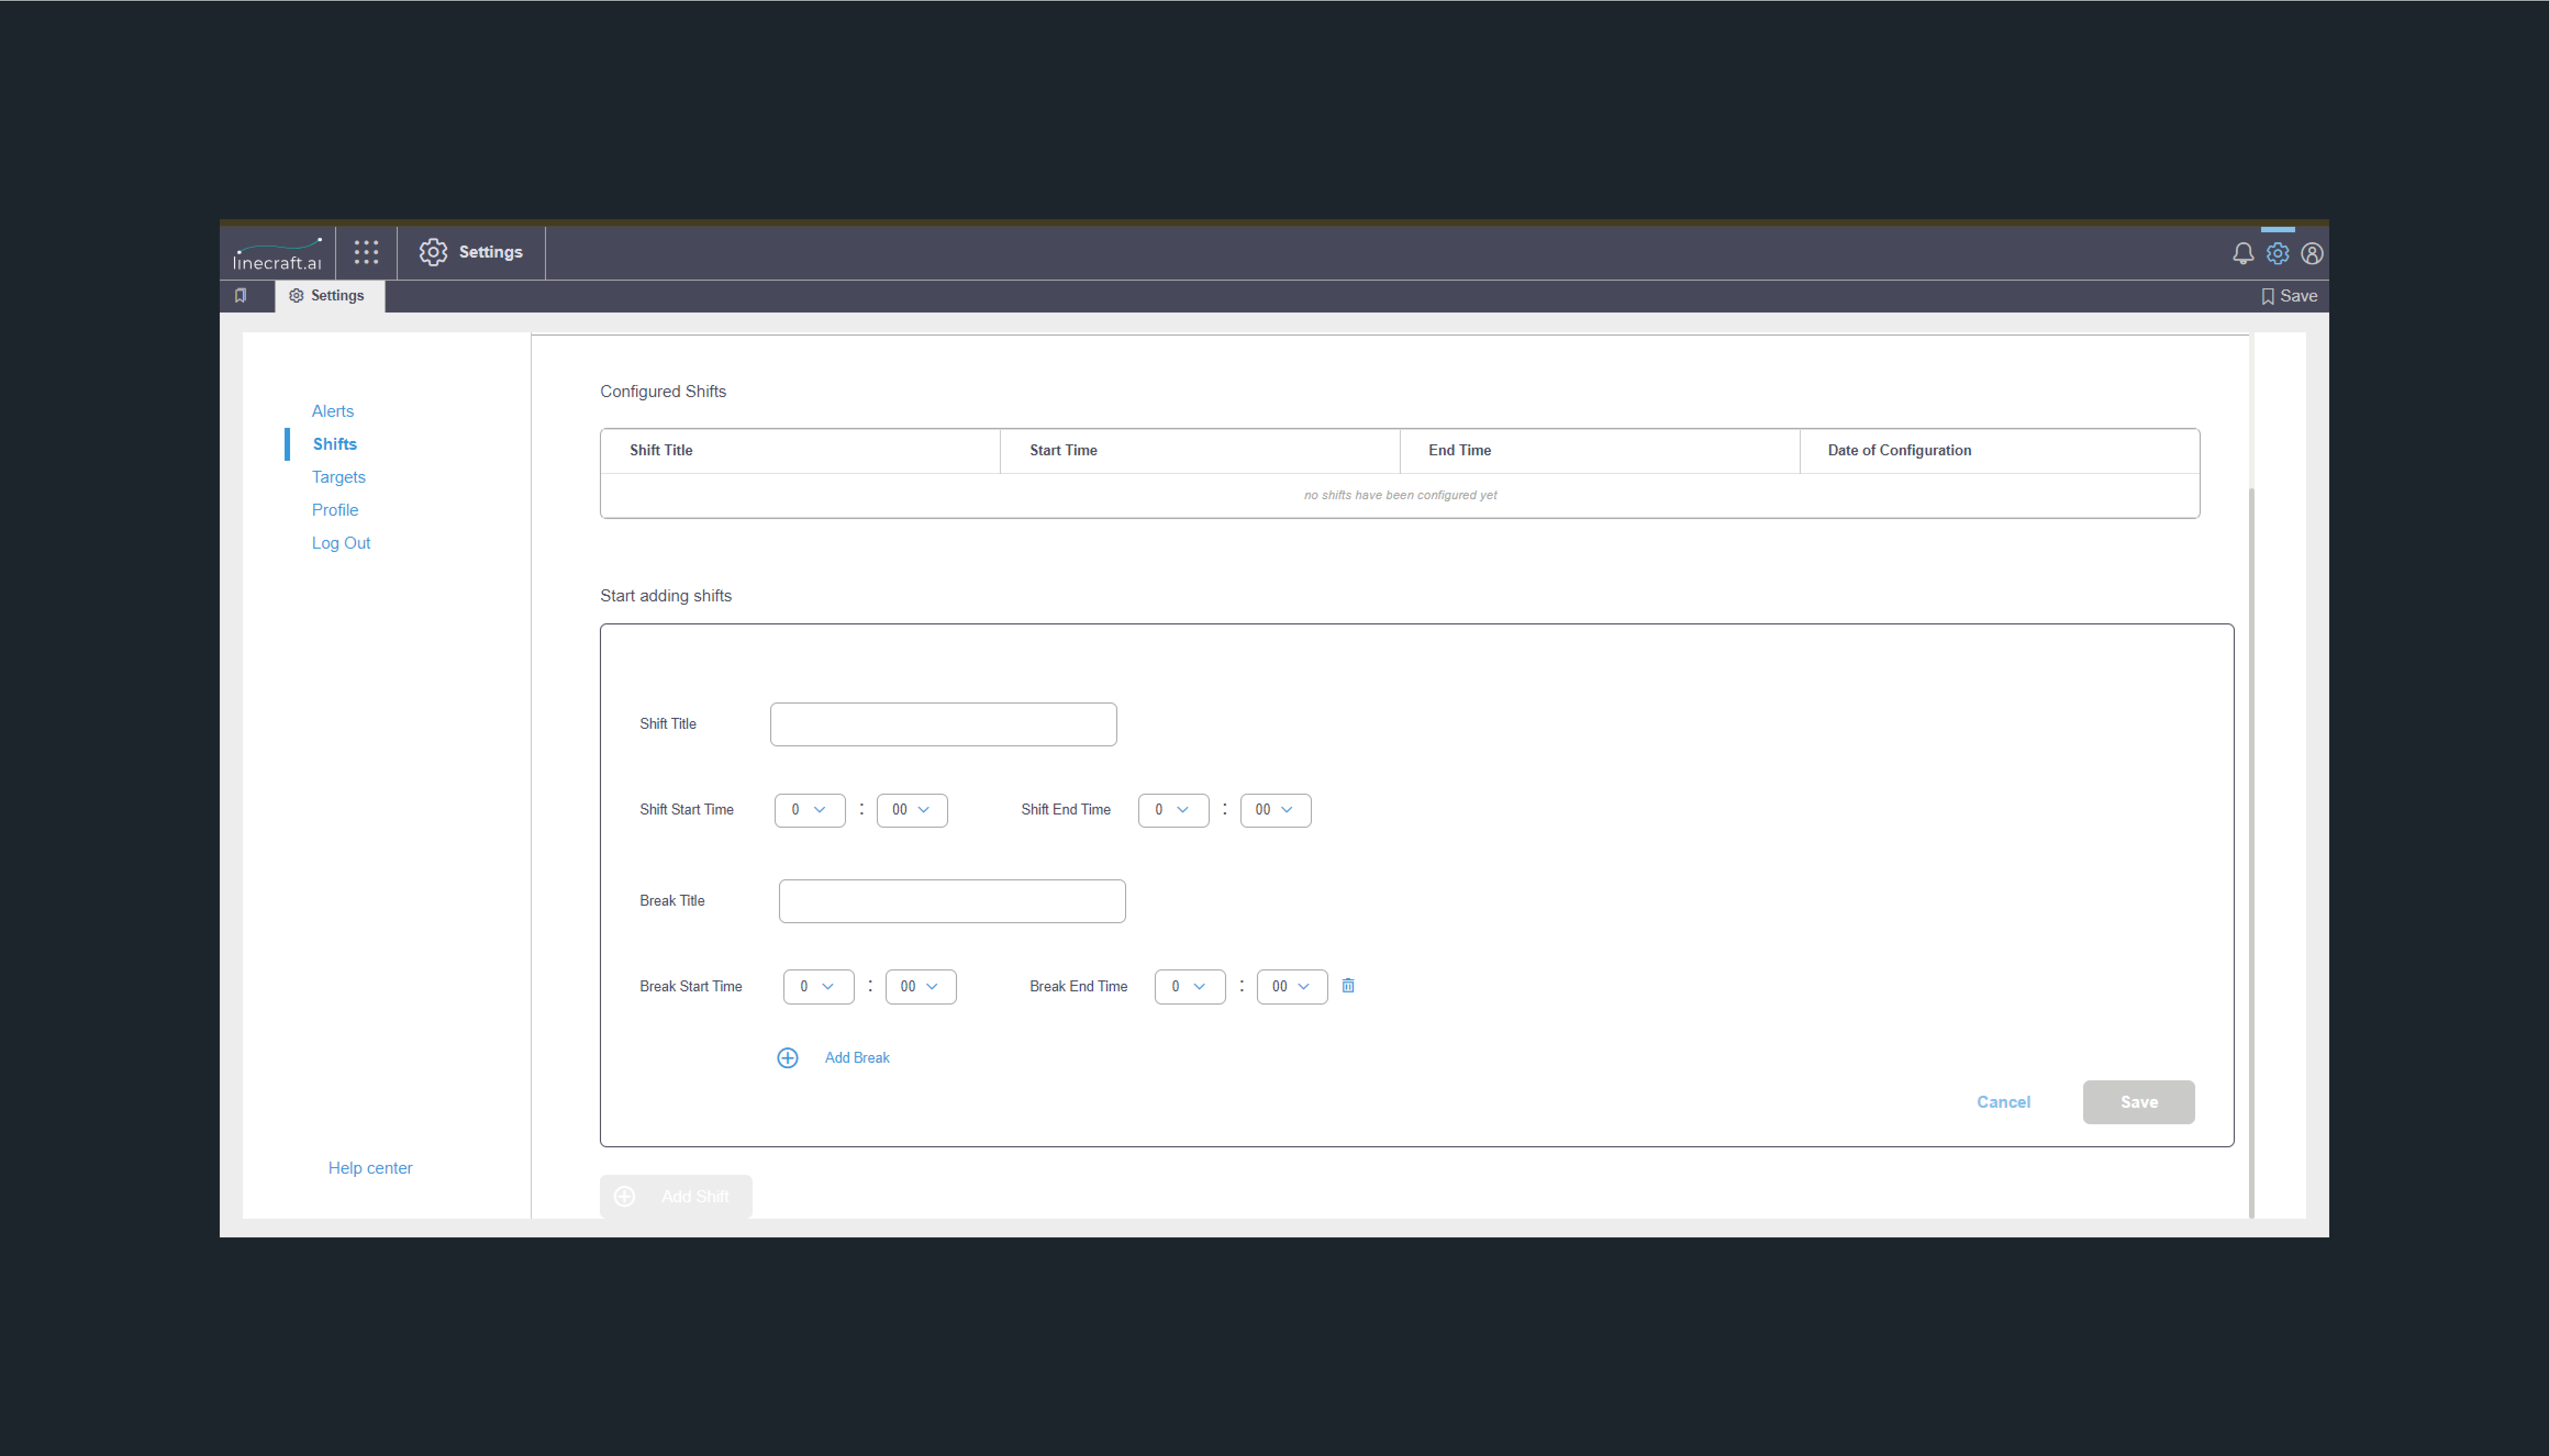 linecraft.ai
Settings
Settings
Save
Alerts
Shifts
Targets
Profile
Log Out
Help center
Configured Shifts
Shift Title Start Time End Time Date of Configuration
no shifts have been configured yet
Start adding shifts
Shift Title
Shift Start Time 0 : 00 Shift End Time 0 : 00
Break Title
Break Start Time 0 : 00 Break End Time 0 : 00
Add Break
Cancel Save
Add Shift